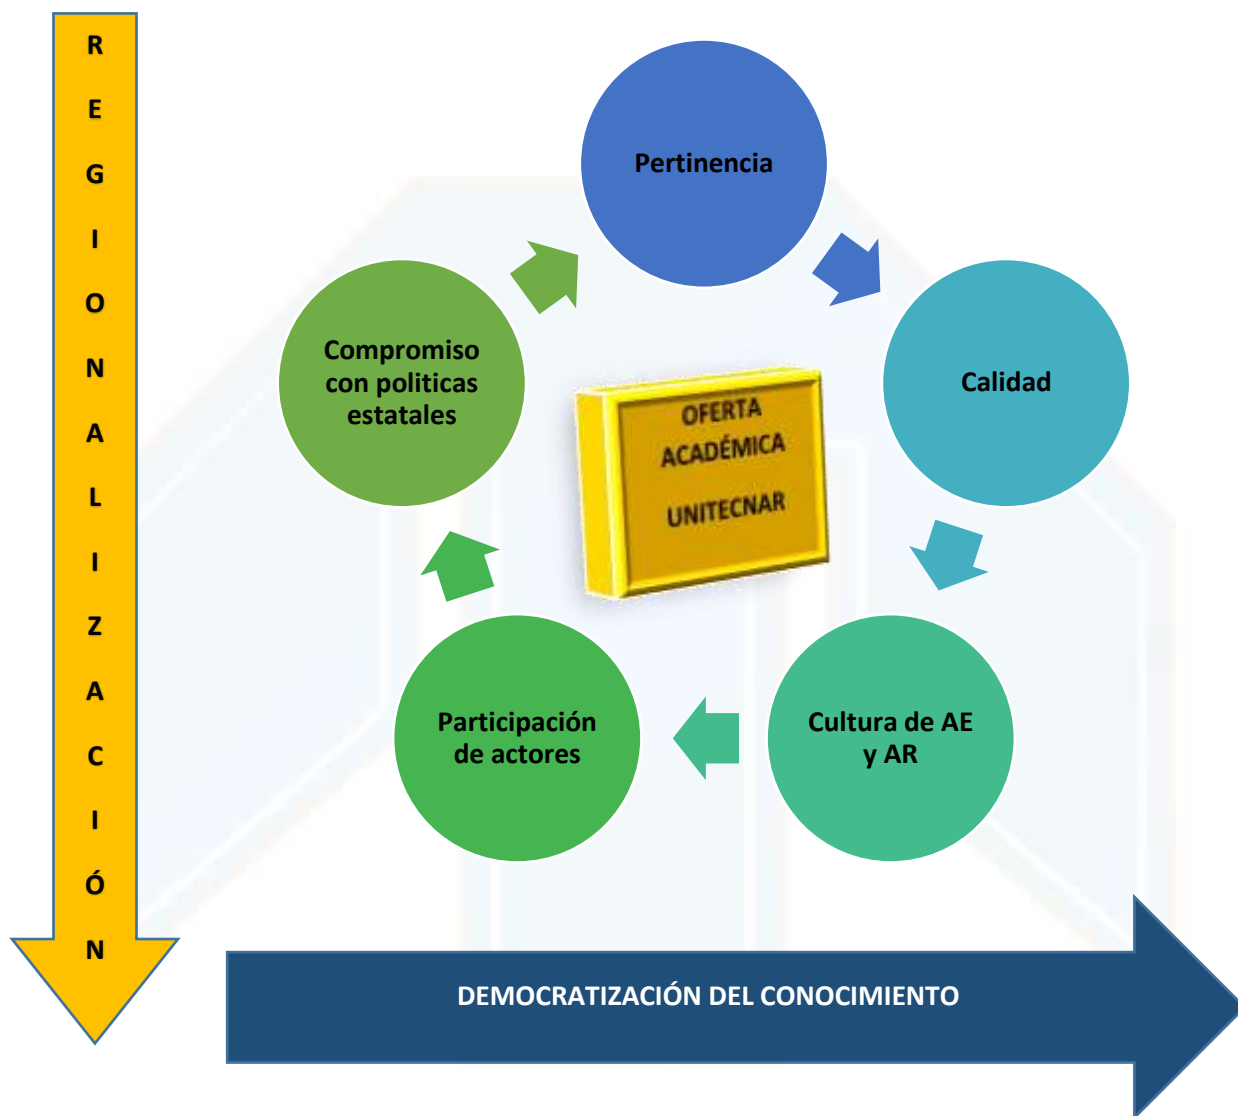 REGIONALIZACIÓN
Pertinencia
Compromiso
con politicas
estatales
Calidad
OFERTA
ACADÉMICA
UNITECNAR
Participación
de actores
Cultura de AE
y AR
DEMOCRATIZACIÓN DEL CONOCIMIENTO